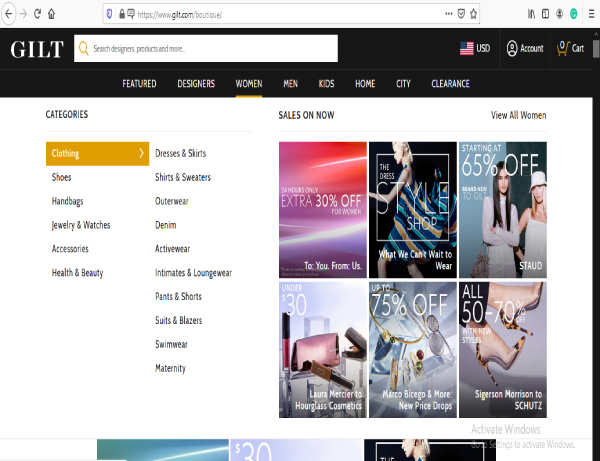 https://www.gilt.com/boutique/
GILT
Search designers, products and more...
USD
Account
0
Cart
FEATURED DESIGNERS WOMEN MEN KIDS HOME CITY CLEARANCE
CATEGORIES
Clothing
Shoes
Handbags
Jewelry & Watches
Accessories
Health & Beauty
Dresses & Skirts
Shirts & Sweaters
Outerwear
Denim
Activewear
Intimates & Loungewear
Pants & Shorts
Suits & Blazers
Swimwear
Maternity
SALES ON NOW
View All Women
24 HOURS ONLY
EXTRA 30% OFF
FOR WOMEN
To: You. From: Us.
THE
DRESS
STYLE
SHOP
What We Can't Wait to
Wear
STARTING AT
65% OFF
BRAND NEW
TO GILT
STAUD
UNDER
$30
Laura Mercier to
Hourglass Cosmetics
UP TO
75% OFF
Marco Bicego & More:
New Price Drops
ALL
50-70%
OFF
WITH NEW
STYLES
Sigerson Morrison to
SCHUTZ
Activate Windows
Go to Settings to activate Windows.
$30